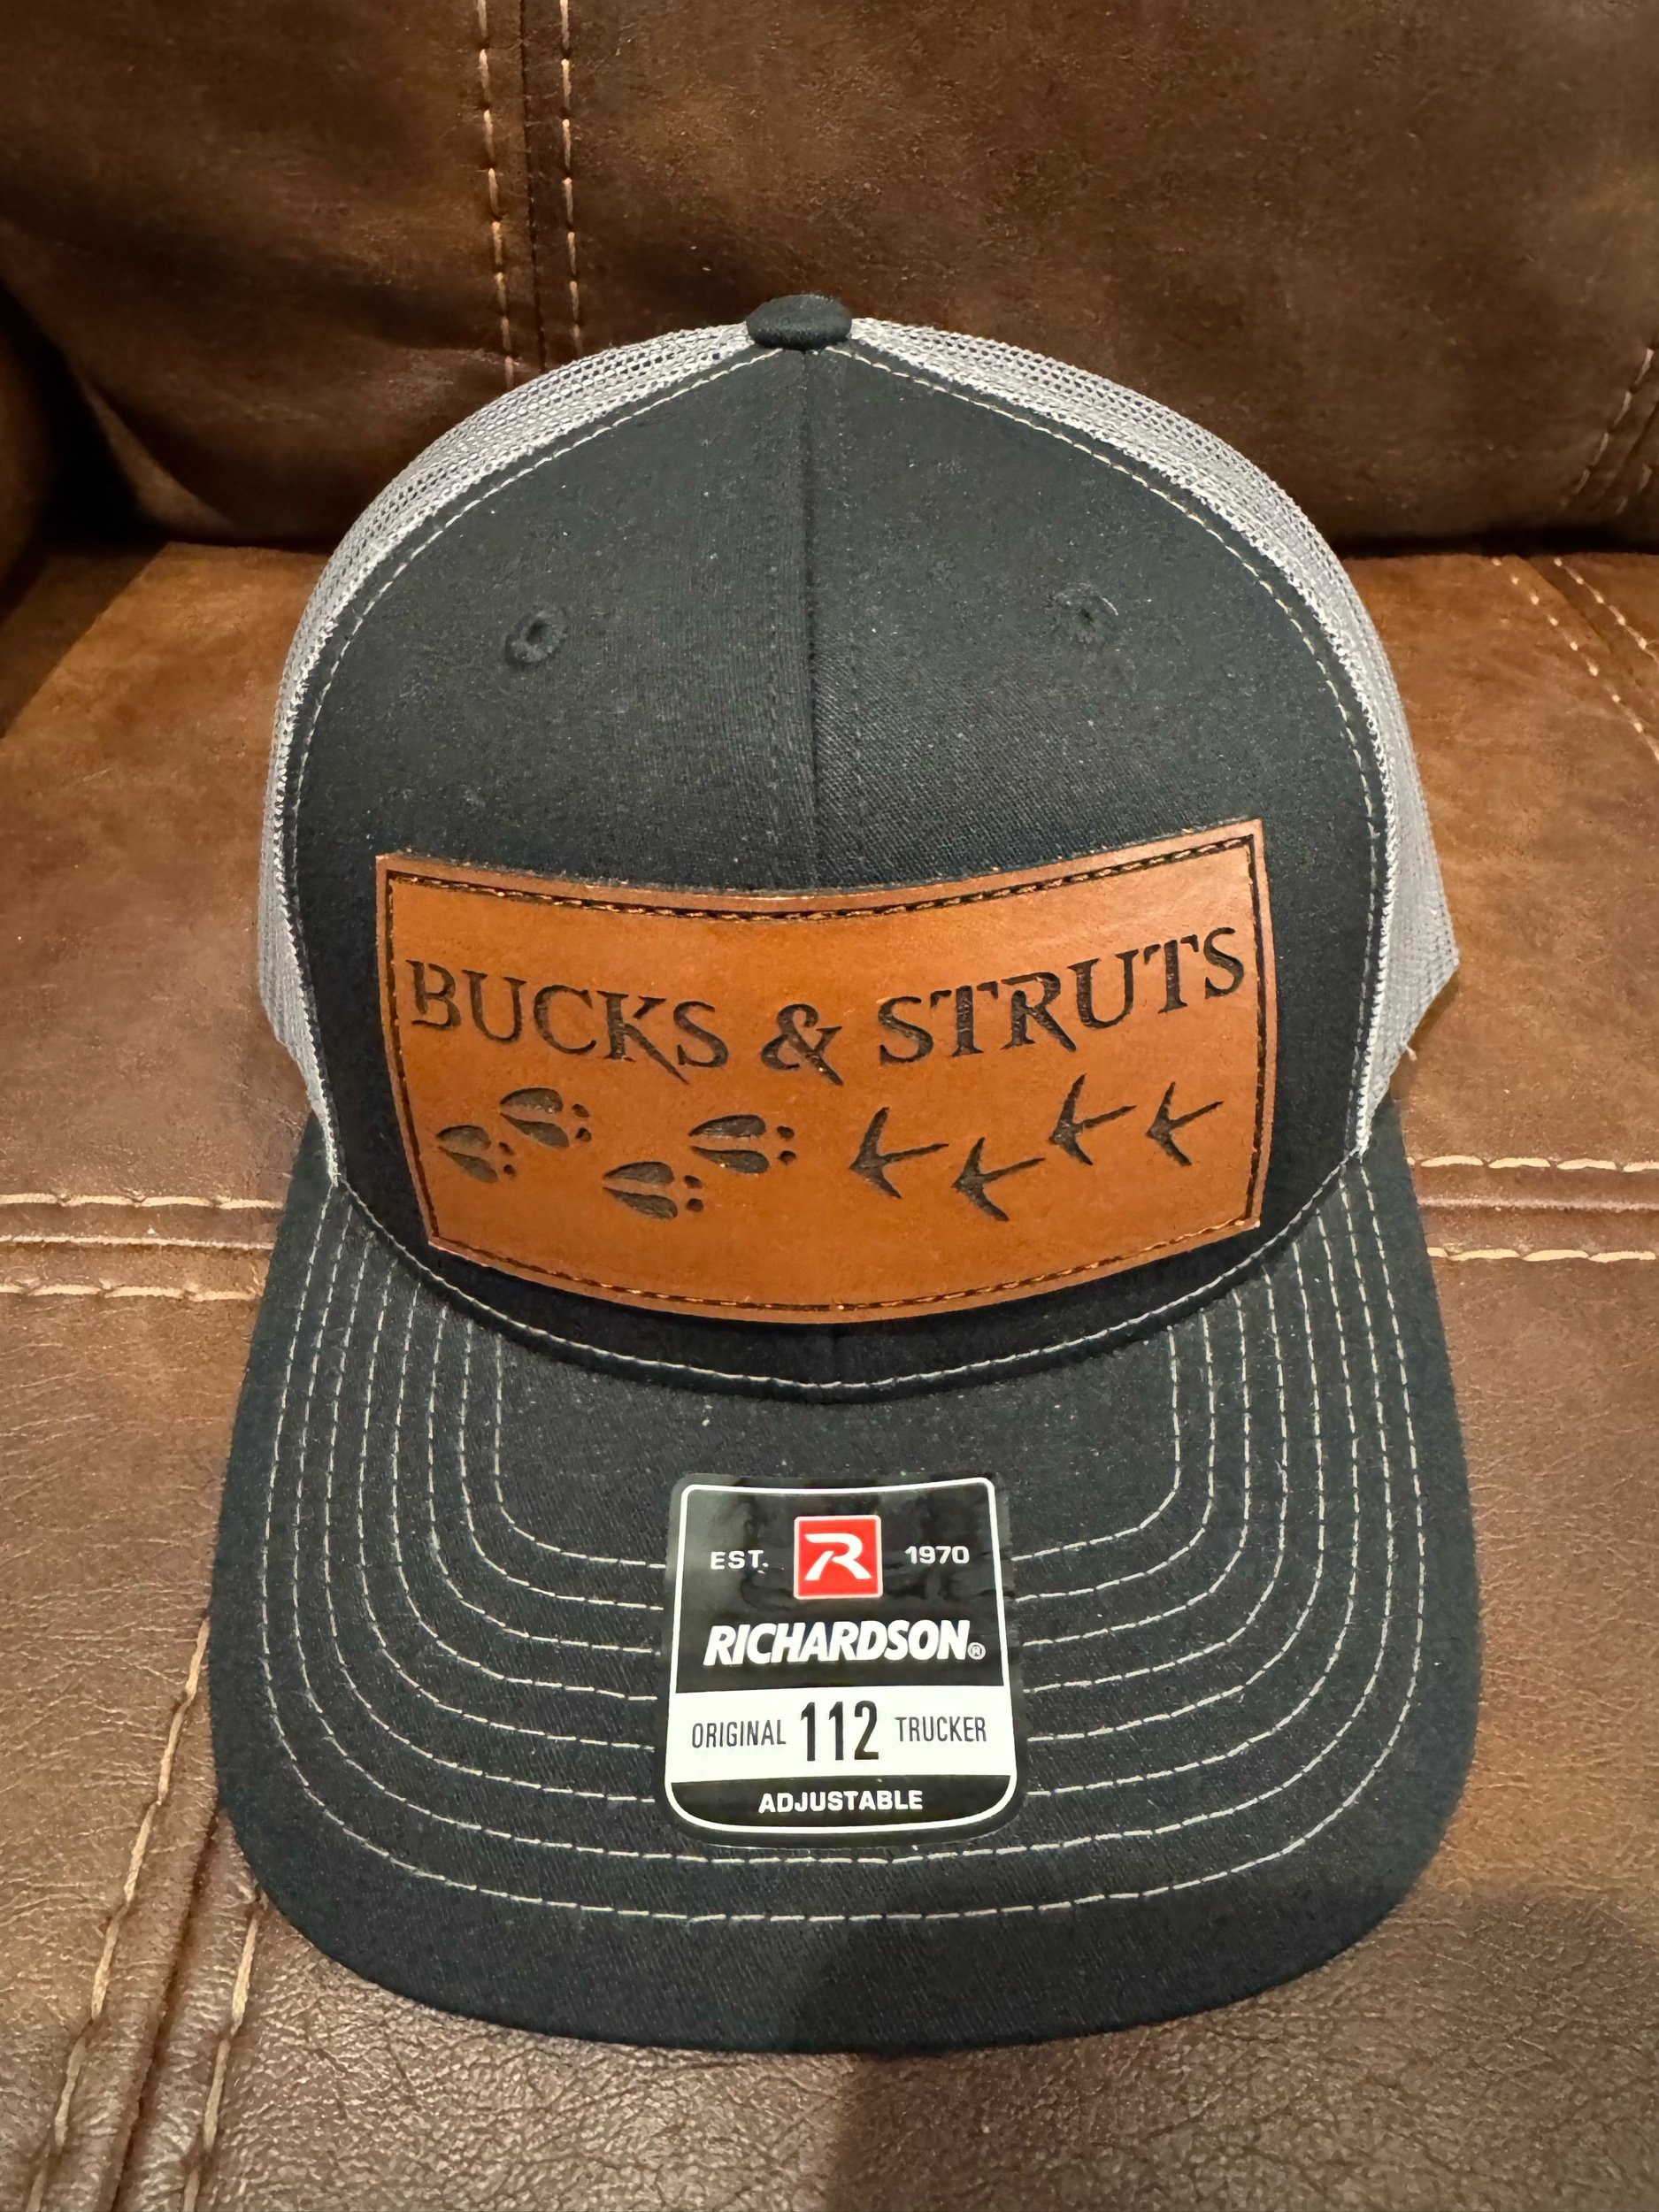 BUCKS & STRUTS
EST. R 1970
RICHARDSON®
ORIGINAL 112 TRUCKER
ADJUSTABLE